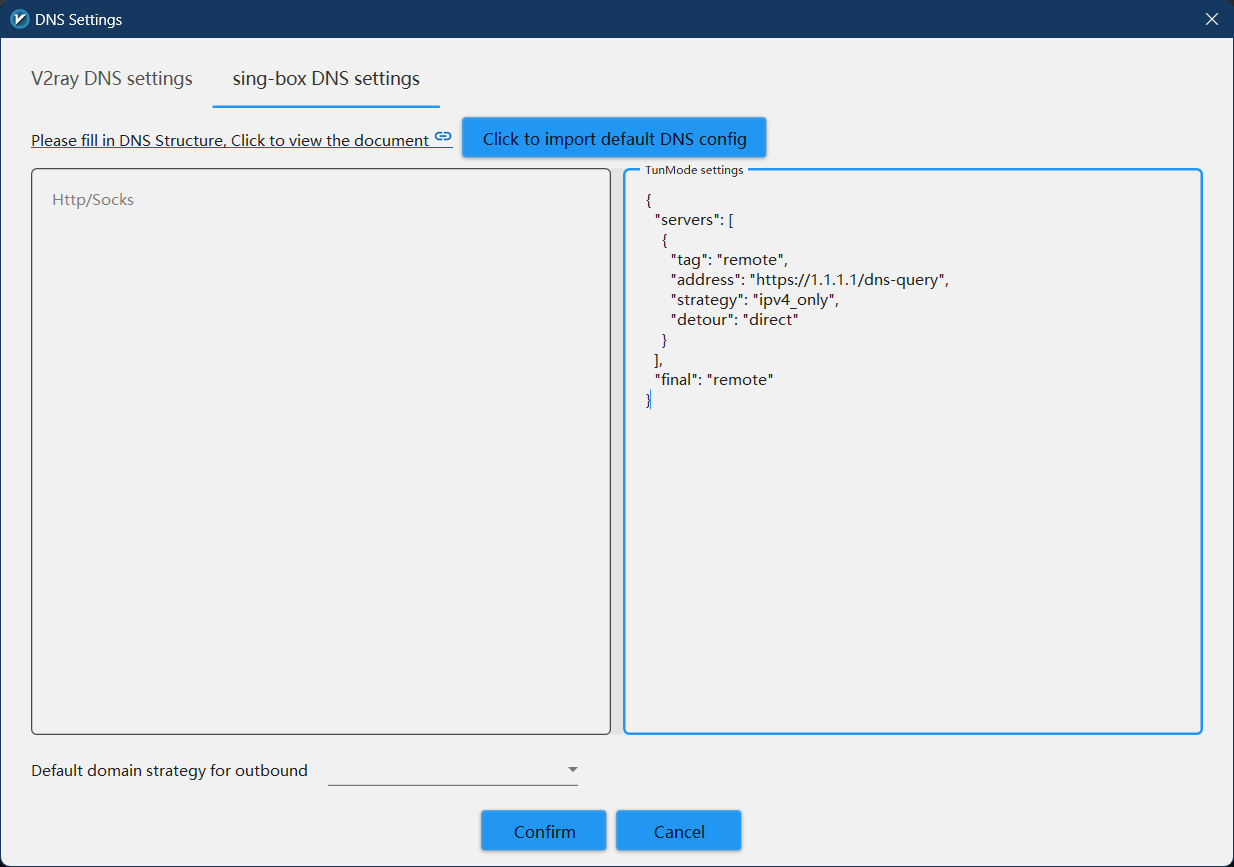 DNS Settings
V2ray DNS settings
sing-box DNS settings
Please fill in DNS Structure, Click to view the document
Click to import default DNS config
Http/Socks
TunMode settings
{
  "servers": [
    {
      "tag": "remote",
      "address": "https://1.1.1.1/dns-query",
      "strategy": "ipv4_only",
      "detour": "direct"
    }
  ],
  "final": "remote"
}
Default domain strategy for outbound
Confirm
Cancel